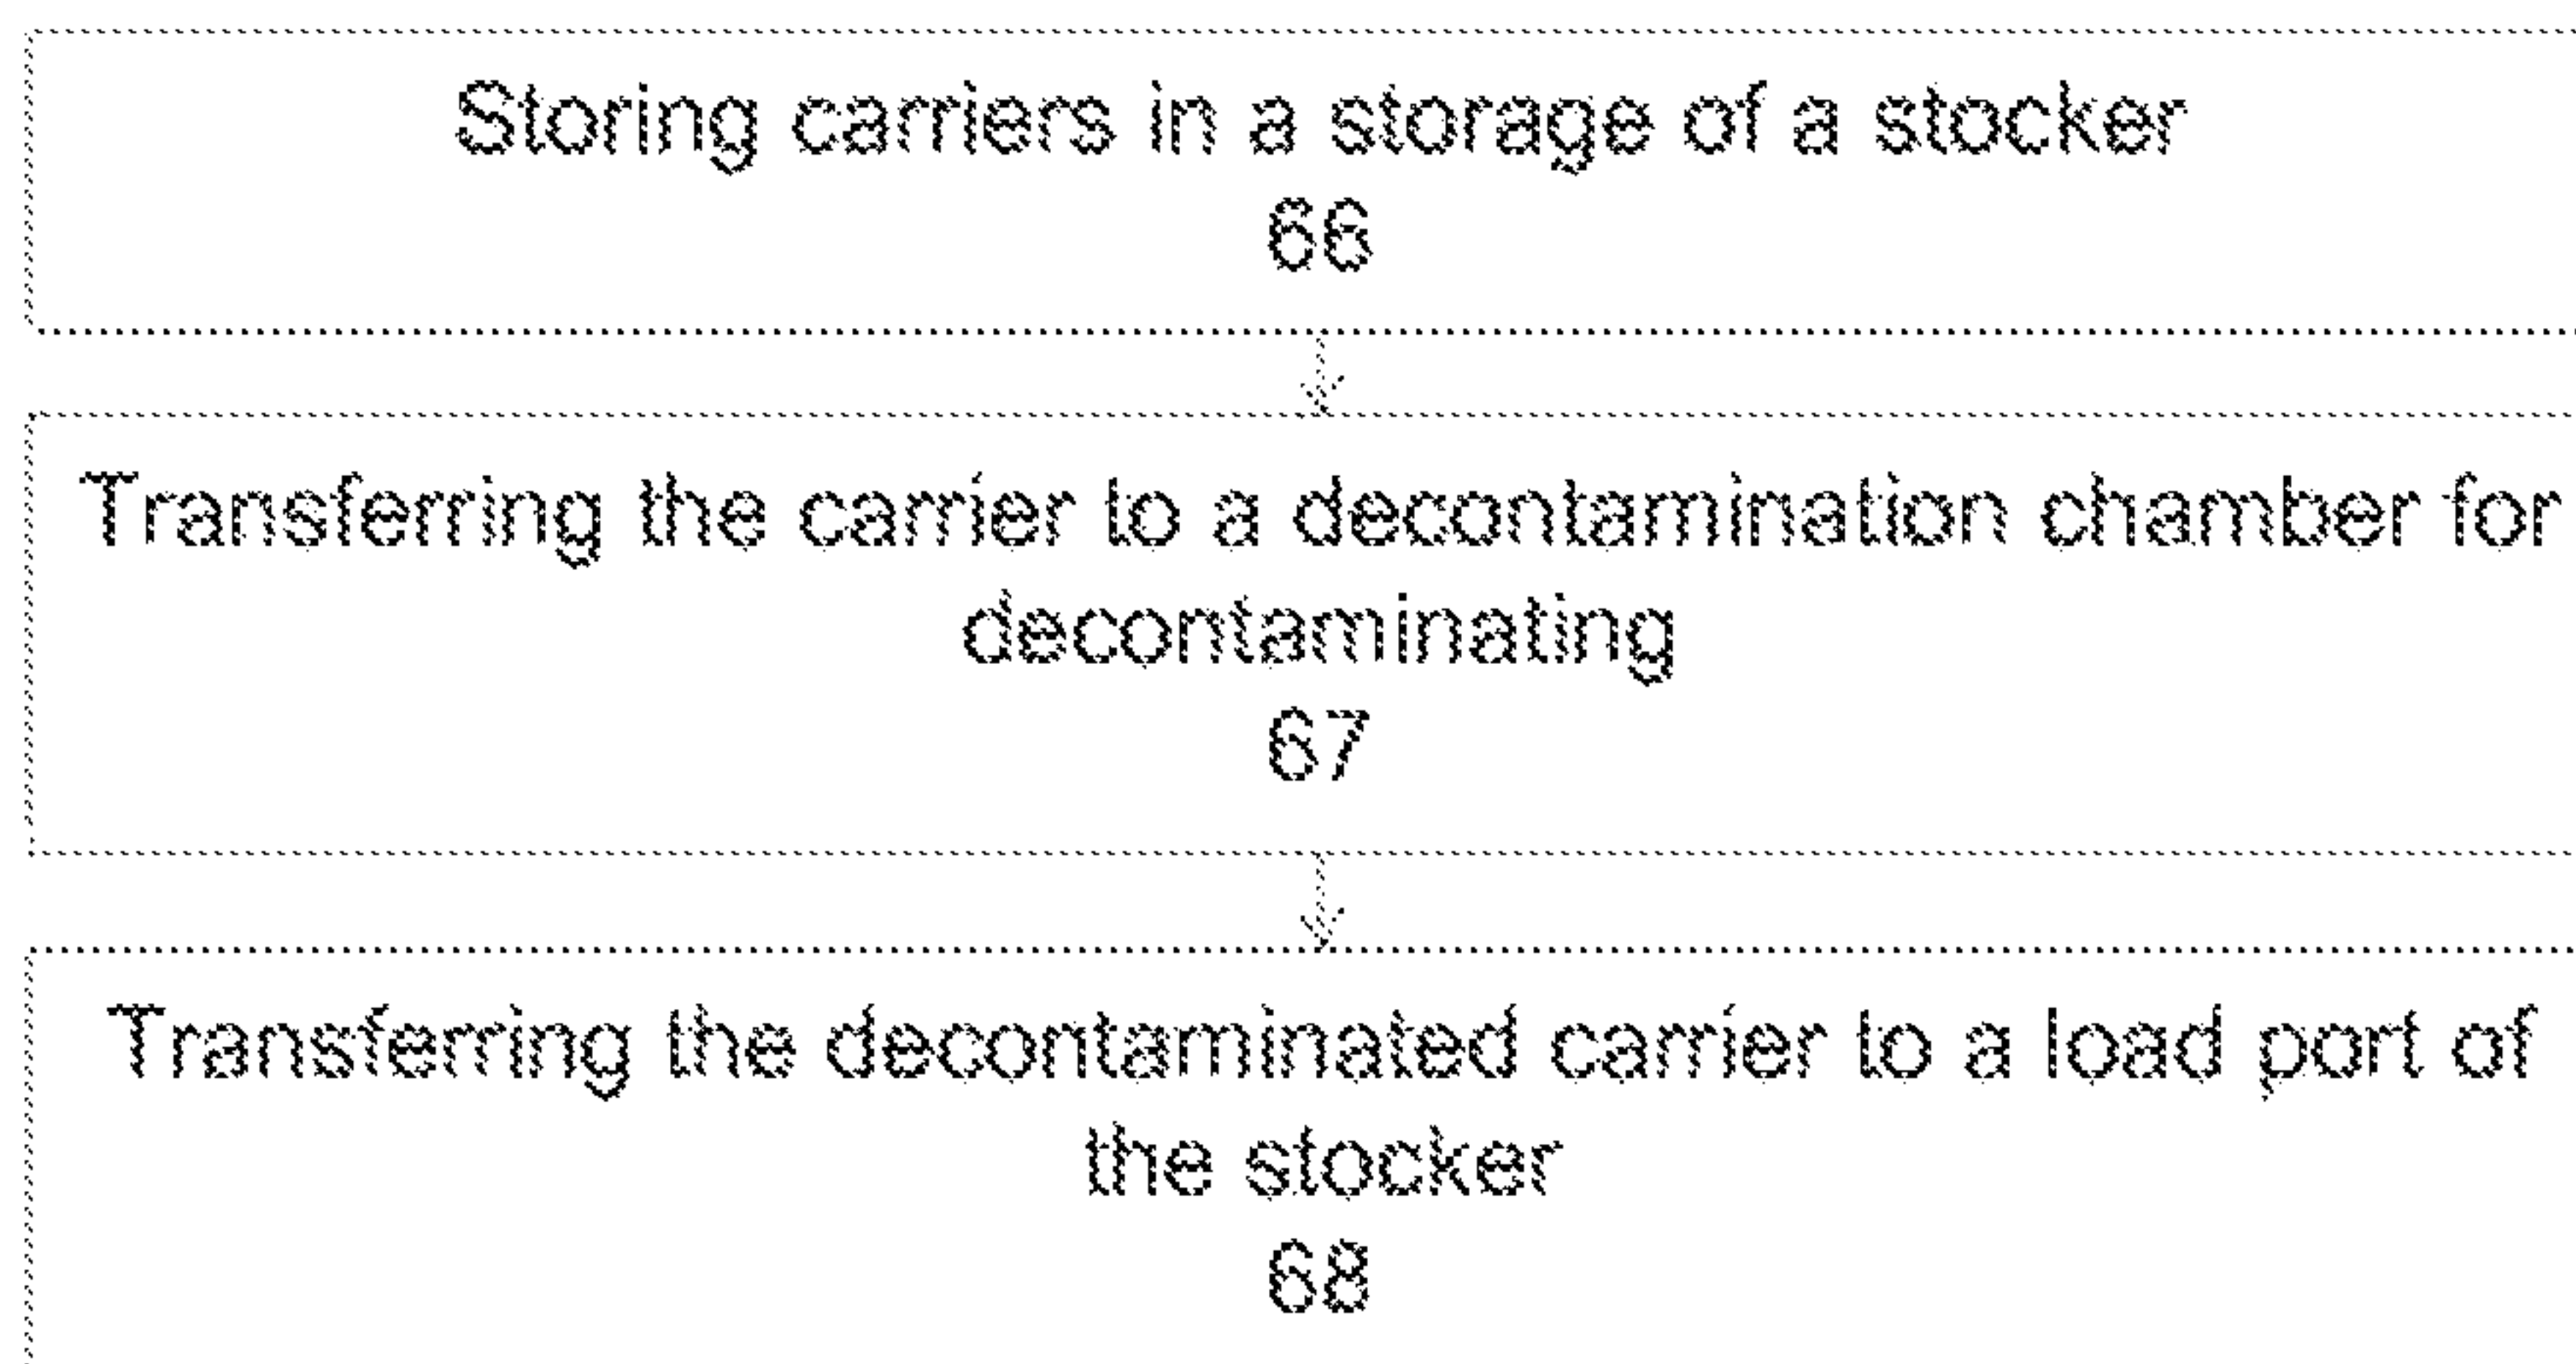 Storing carriers in a storage of a stocker
66
Transferring the carrier to a decontamination chamber for
decontaminating
67
Transferring the decontaminated carrier to a load port of
the stocker
68